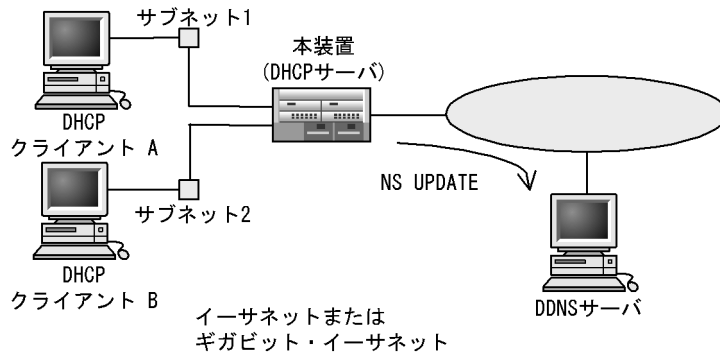 サブネット1
本装置
(DHCPサーバ)
DHCP
クライアント A
NS UPDATE
サブネット2
DHCP
クライアント B
DDNSサーバ
イーサネットまたは
ギガビット・イーサネット